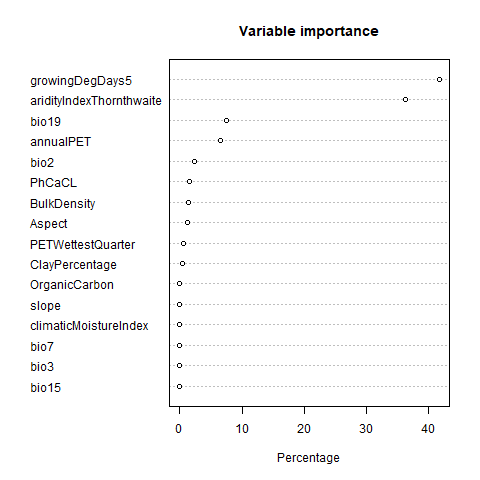 Variable importance
growingDegDays5
aridityIndexThornthwaite
bio19
annualPET
bio2
PhCaCL
BulkDensity
Aspect
PETWettestQuarter
ClayPercentage
OrganicCarbon
slope
climaticMoistureIndex
bio7
bio3
bio15
0 10 20 30 40
Percentage